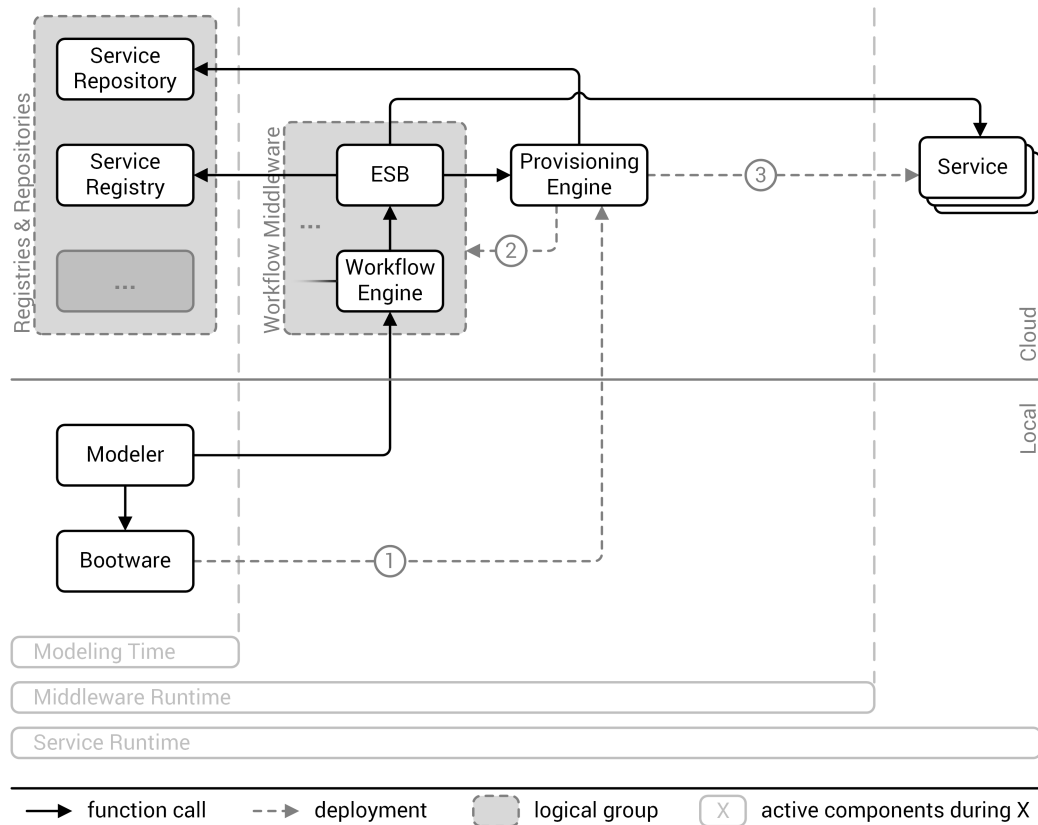 Registries & Repositories
Service
Repository
Service
Registry
...
Workflow Middleware
ESB
...
Workflow
Engine
Provisioning
Engine
2
3
Service
Cloud
Local
Modeler
Bootware
1
Modeling Time
Middleware Runtime
Service Runtime
function call
deployment
logical group
X
active components during X